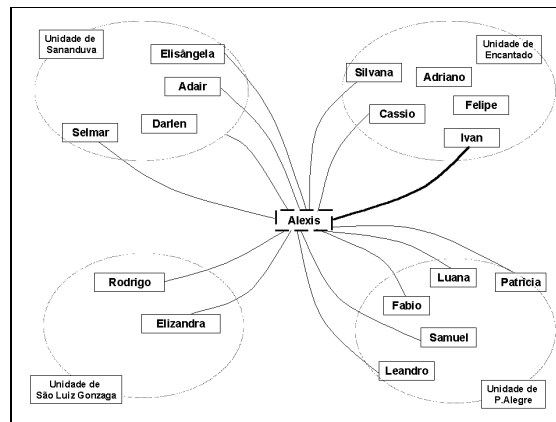 Unidade de
Sananduva
Elisângela
Adair
Darlen
Selmar
Unidade de
Encantado
Silvana
Adriano
Felipe
Cassio
Ivan
Alexis
Rodrigo
Elizandra
Unidade de
São Luiz Gonzaga
Luana
Patricia
Fabio
Samuel
Leandro
Unidade de
P.Alegre